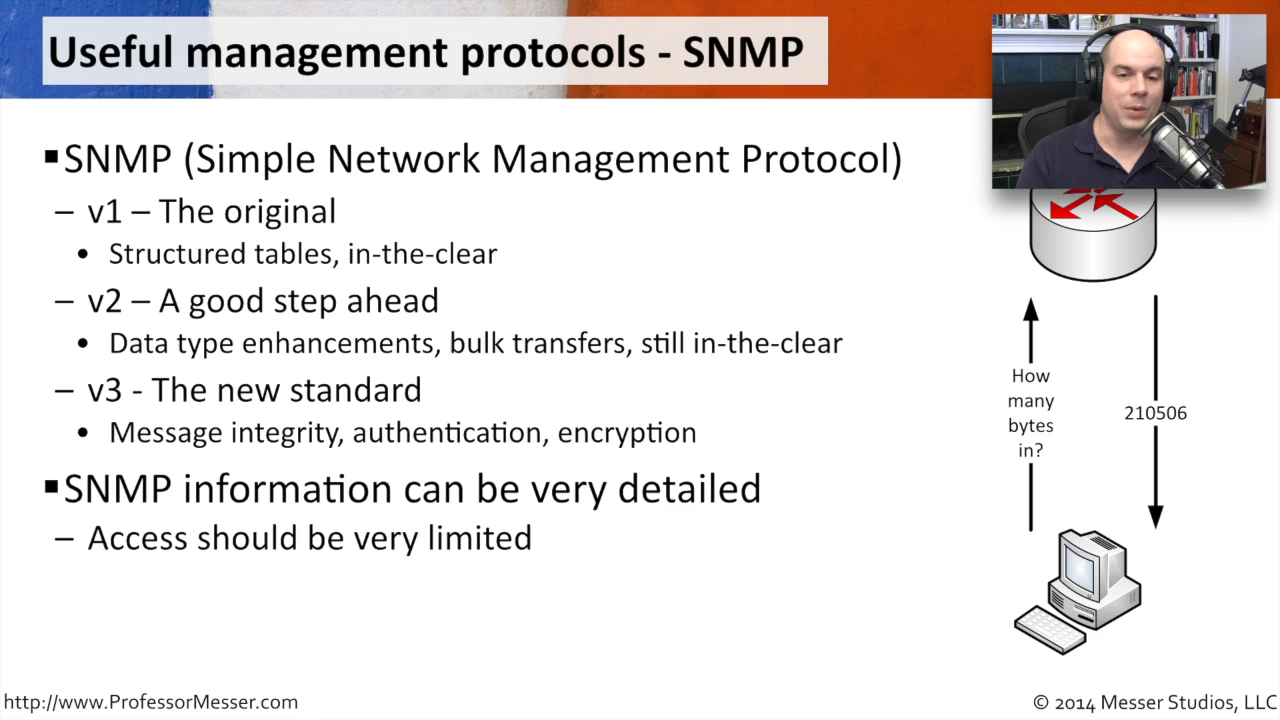 Useful management protocols - SNMP
▪SNMP (Simple Network Management Protocol)
– v1 – The original
• Structured tables, in-the-clear
– v2 – A good step ahead
• Data type enhancements, bulk transfers, still in-the-clear
– v3 - The new standard
• Message integrity, authentication, encryption
▪SNMP information can be very detailed
– Access should be very limited
How
many
bytes
in?
210506
http://www.ProfessorMesser.com
© 2014 Messer Studios, LLC